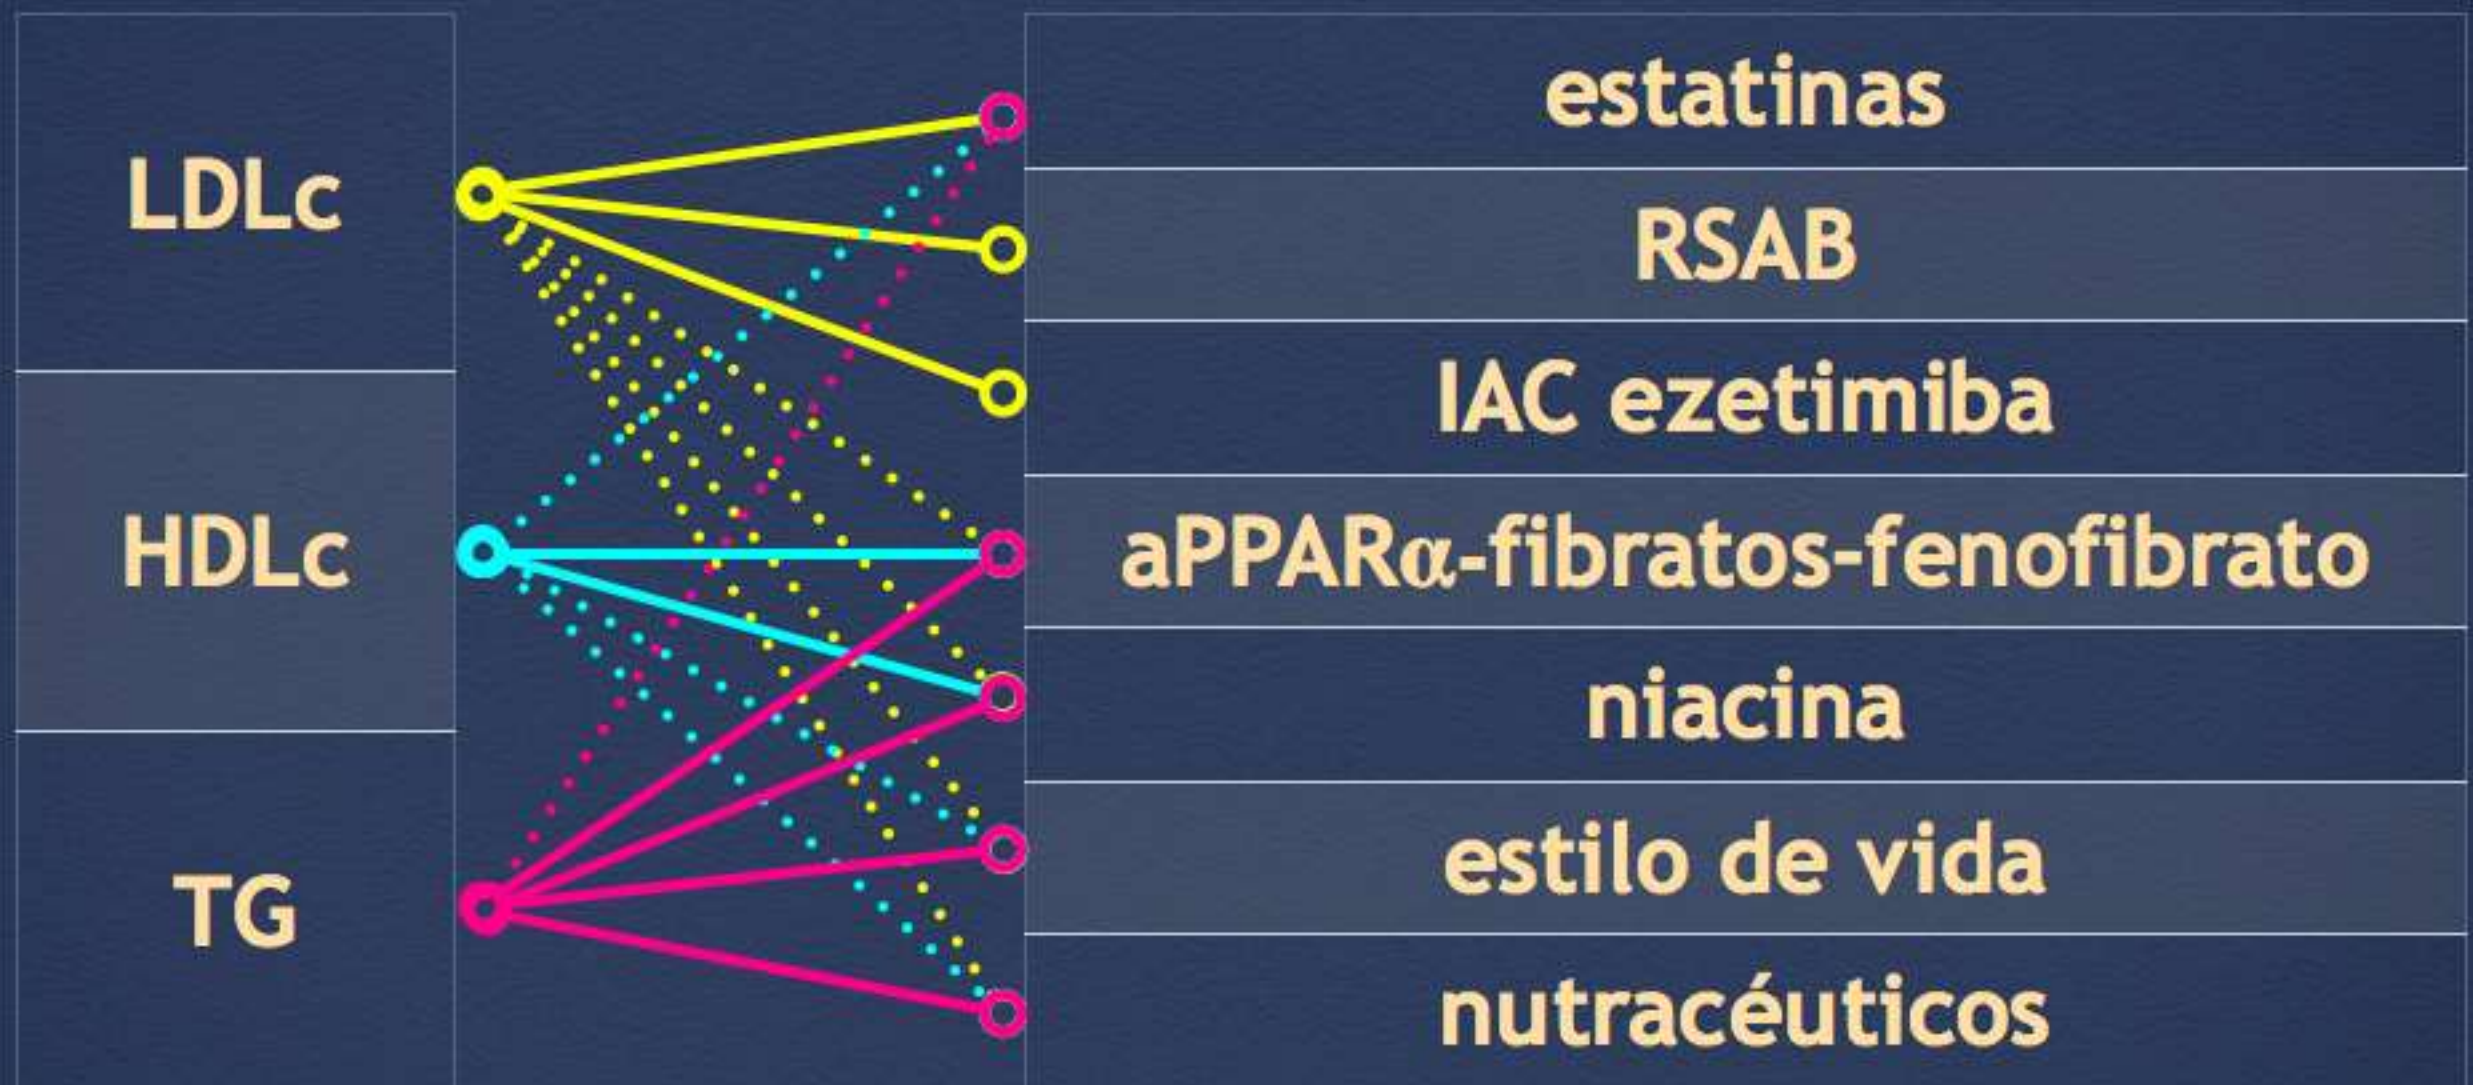 LDLc
HDLc
TG
estatinas
RSAB
IAC ezetimiba
aPPARα-fibratos-fenofibrato
niacina
estilo de vida
nutracéuticos